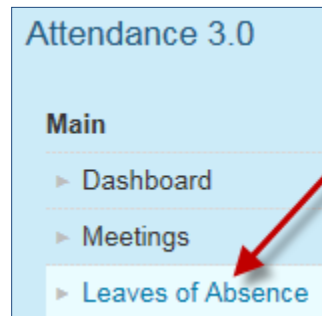 Attendance 3.0
Main
Dashboard
Meetings
Leaves of Absence